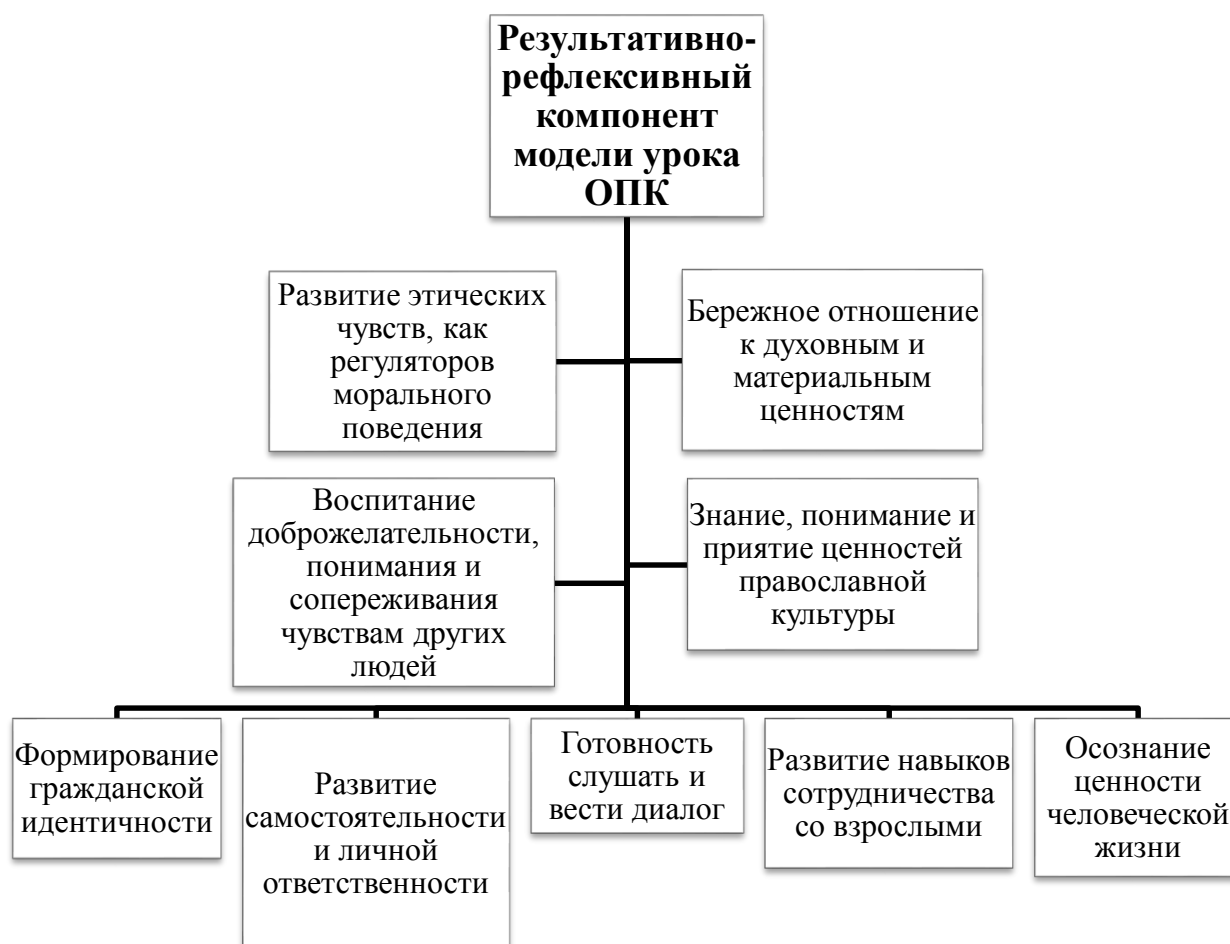 Результативно-
рефлексивный
компонент
модели урока
ОПК
Развитие этических
чувств, как
регуляторов
морального
поведения
Бережное отношение
к духовным и
материальным
ценностям
Воспитание
доброжелательности,
понимания и
сопереживания
чувствам других
людей
Знание, понимание и
приятие ценностей
православной
культуры
Формирование
гражданской
идентичности
Развитие
самостоятельности
и личной
ответственности
Готовность
слушать и
вести диалог
Развитие навыков
сотрудничества
со взрослыми
Осознание
ценности
человеческой
жизни